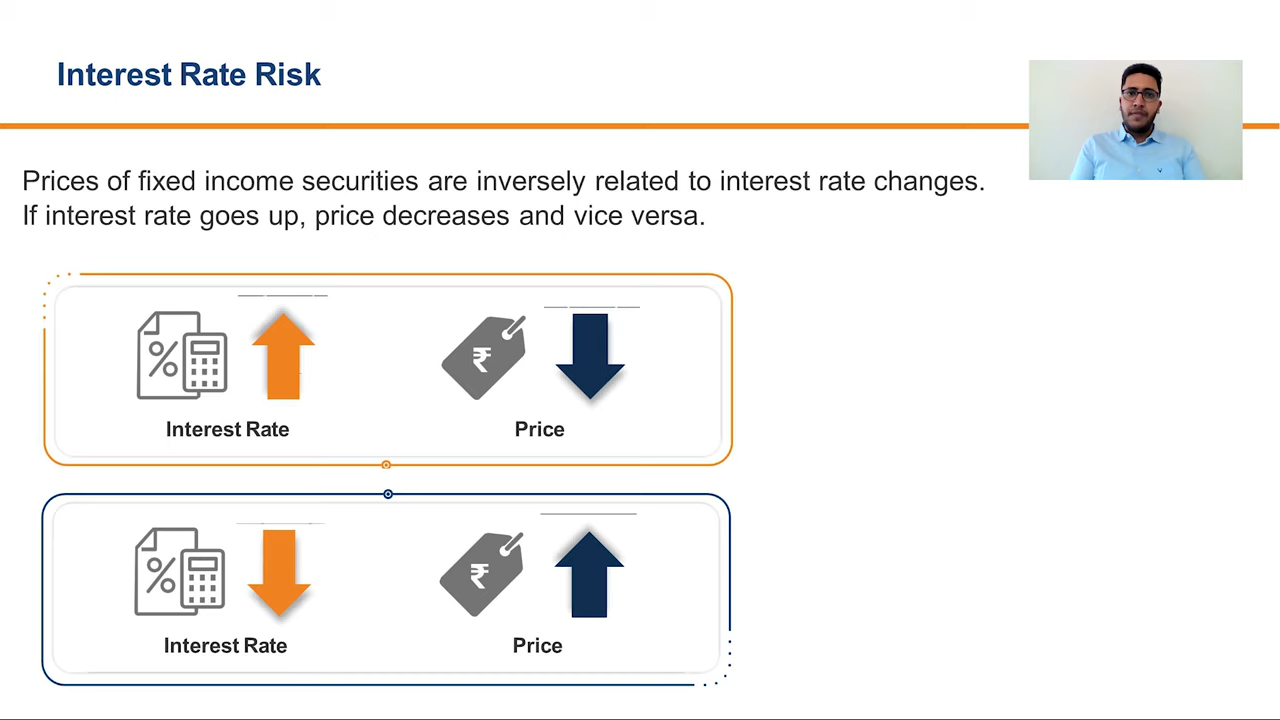 Interest Rate Risk
Prices of fixed income securities are inversely related to interest rate changes.
If interest rate goes up, price decreases and vice versa.
%
₹
Interest Rate
Price
%
₹
Interest Rate
Price